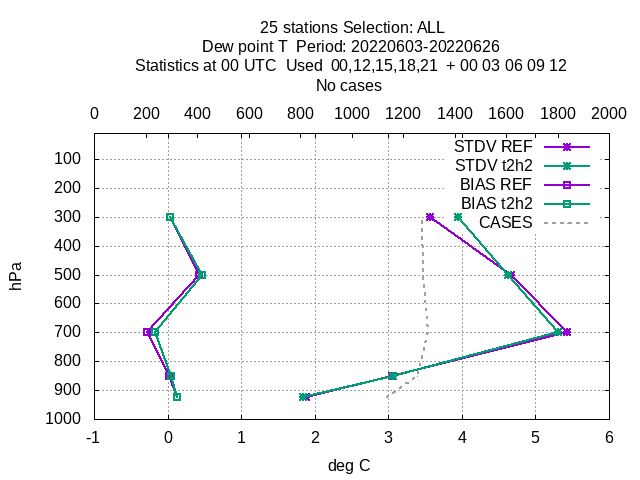 25 stations Selection: ALL
Dew point T  Period: 20220603-20220626
Statistics at 00 UTC  Used  00,12,15,18,21  + 00 03 06 09 12
No cases
0 200 400 600 800 1000 1200 1400 1600 1800 2000
STDV REF
STDV t2h2
BIAS REF
BIAS t2h2
CASES
hPa
100
200
300
400
500
600
700
800
900
1000
-1 0 1 2 3 4 5 6
deg C